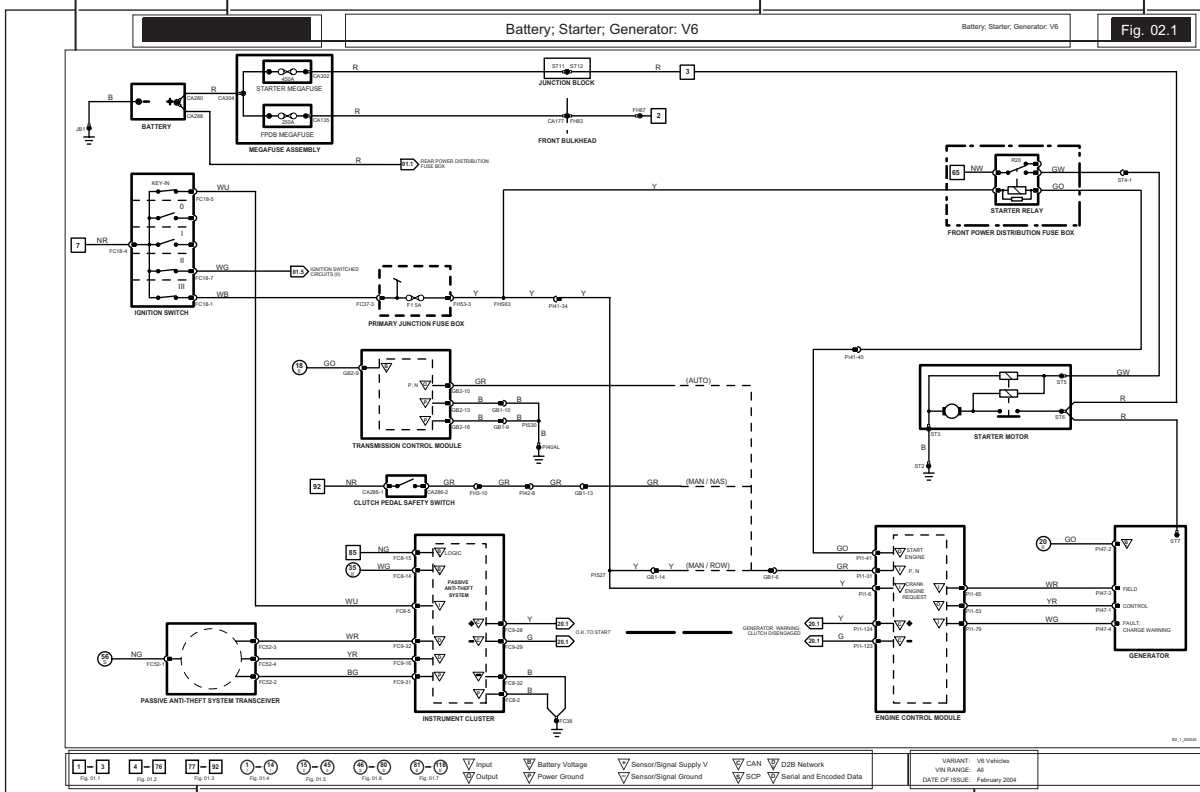 Battery; Starter; Generator: V6
Battery; Starter; Generator: V6
Fig. 02.1
B
JB1
BATTERY
CA280
CA288
R
CA304
450A
STARTER MEGAFUSE
CA302
250A
FPDB MEGAFUSE
CA135
MEGAFUSE ASSEMBLY
R
ST11 ST12
JUNCTION BLOCK
R
3
R
CA177 FH83
FRONT BULKHEAD
FH87
2
R
01.1
REAR POWER DISTRIBUTION
FUSE BOX
KEY-IN
0
I
II
III
7
NR
FC18-4
WU
FC18-5
WG
FC18-7
01.5
IGNITION SWITCHED
CIRCUITS (II)
WB
FC18-1
IGNITION SWITCH
FC37-3
F1 5A
FH53-3
PRIMARY JUNCTION FUSE BOX
Y
FHS63
Y
PI41-34
Y
Y
65
NW
R20
GW
GO
ST4-1
STARTER RELAY
FRONT POWER DISTRIBUTION FUSE BOX
PI41-40
18
S
GO
GB2-9
B
P, N
O
P
P
GR
GB2-10
B
GB2-13
GB1-10
B
B
GB2-16
GB1-9
B
PIS30
B
PI40AL
TRANSMISSION CONTROL MODULE
(AUTO)
ST5
GW
ST6
R
R
ST3
B
ST2
STARTER MOTOR
92
NR
CA286-1
CA286-2
CLUTCH PEDAL SAFETY SWITCH
GR
FH3-10
GR
PI42-6
GR
GB1-13
GR
(MAN / NAS)
85
NG
FC8-15
LOGIC
35
S
WG
FC8-14
PASSIVE
ANTI-THEFT
SYSTEM
WU
FC8-5
WR
FC9-32
YR
FC9-16
BG
FC9-31
Y
FC9-28
20.1
G
FC9-29
20.1
O.K. TO START
B
FC8-32
B
FC8-2
FC38
INSTRUMENT CLUSTER
56
S
NG
FC52-1
FC52-3
FC52-4
FC52-2
PASSIVE ANTI-THEFT SYSTEM TRANSCEIVER
PIS27
Y
GB1-14
Y
(MAN / ROW)
GB1-6
GR
GO
PI1-41
PI1-31
Y
PI1-6
START
ENGINE
P, N
CRANK
ENGINE
REQUEST
GENERATOR WARNING;
CLUTCH DISENGAGED
20.1
Y
PI1-124
20.1
G
PI1-123
PI1-65
WR
PI1-53
YR
PI1-79
WG
ENGINE CONTROL MODULE
20
S
GO
PI47-2
B
ST7
PI47-3
FIELD
PI47-1
CONTROL
PI47-4
FAULT;
CHARGE WARNING
GENERATOR
1 3
Fig. 01.1
4 76
Fig. 01.2
77 92
Fig. 01.3
1 14
Fig. 01.4
15 45
Fig. 01.5
46 80
Fig. 01.6
81 118
Fig. 01.7
I Input
O Output
B Battery Voltage
P Power Ground
Sensor/Signal Supply V
Sensor/Signal Ground
C CAN
S SCP
D D2B Network
Serial and Encoded Data
VARIANT: V6 Vehicles
VIN RANGE: All
DATE OF ISSUE: February 2004